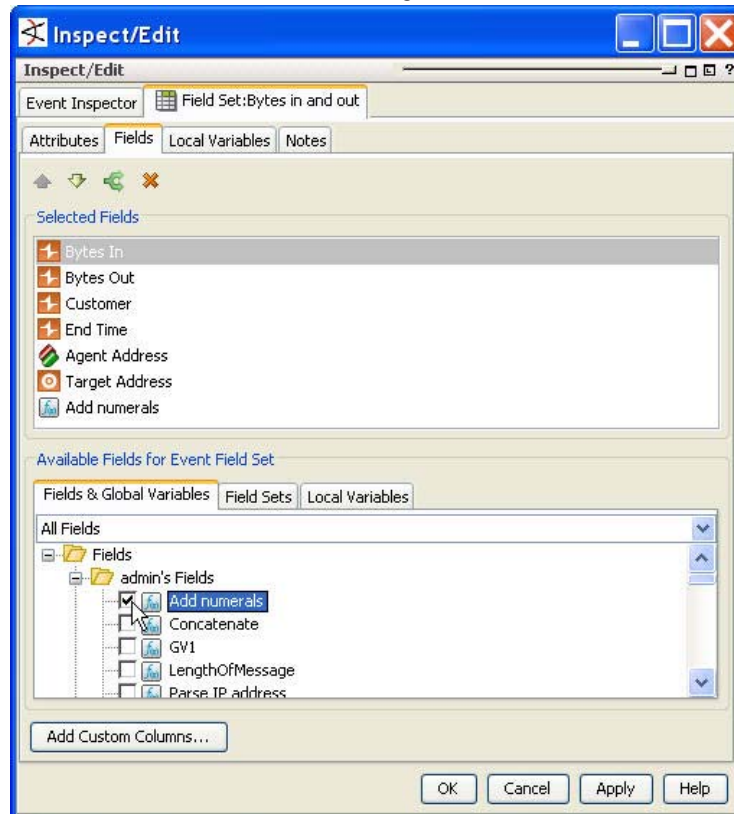 Inspect/Edit
Inspect/Edit ?
Event Inspector Field Set:Bytes in and out
Attributes Fields Local Variables Notes
Selected Fields
Bytes In
Bytes Out
Customer
End Time
Agent Address
Target Address
Add numerals
Available Fields for Event Field Set
Fields & Global Variables Field Sets Local Variables
All Fields
Fields
admin's Fields
Add numerals
Concatenate
GV1
LengthOfMessage
Parse IP address
Add Custom Columns...
OK Cancel Apply Help